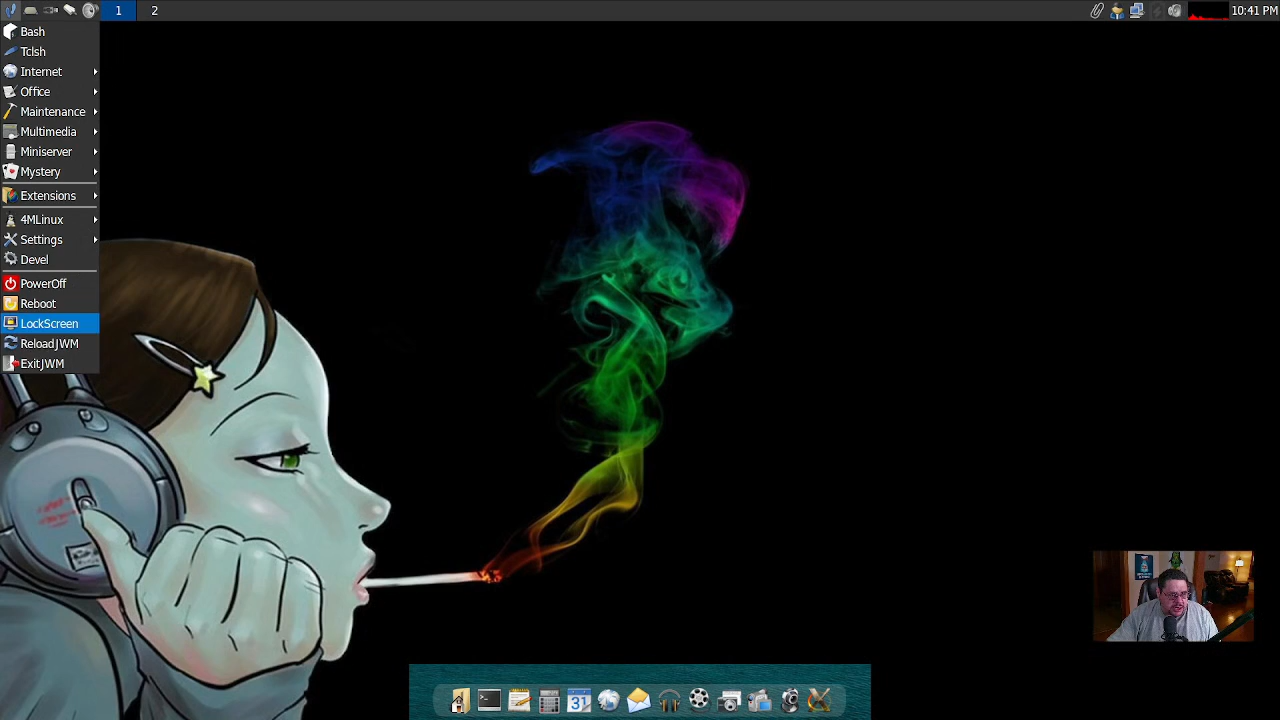 1 2 10:41 PM
Bash
Tclsh
Internet
Office
Maintenance
Multimedia
Miniserver
Mystery
Extensions
4MLinux
Settings
Devel
PowerOff
Reboot
LockScreen
ReloadJWM
ExitJWM
31